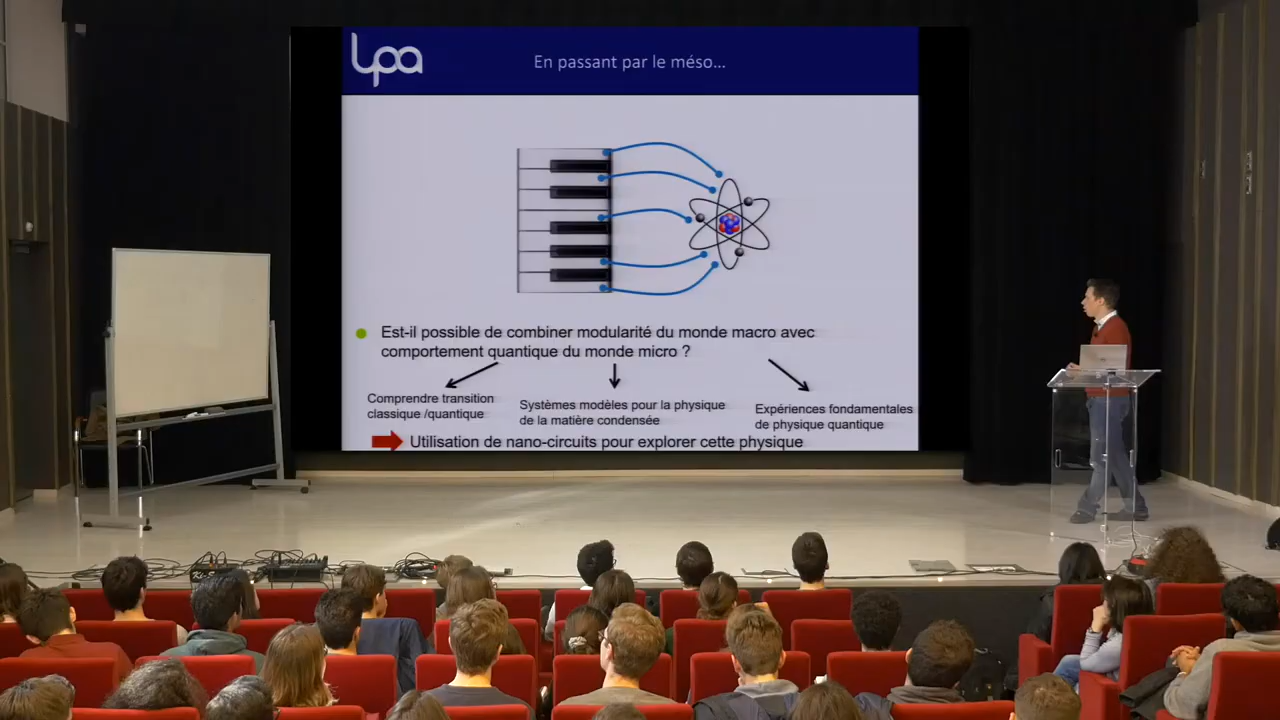 lpa
En passant par le méso...
Est-il possible de combiner modularité du monde macro avec
comportement quantique du monde micro ?
Comprendre transition
classique /quantique
Systèmes modèles pour la physique
de la matière condensée
Expériences fondamentales
de physique quantique
Utilisation de nano-circuits pour explorer cette physique